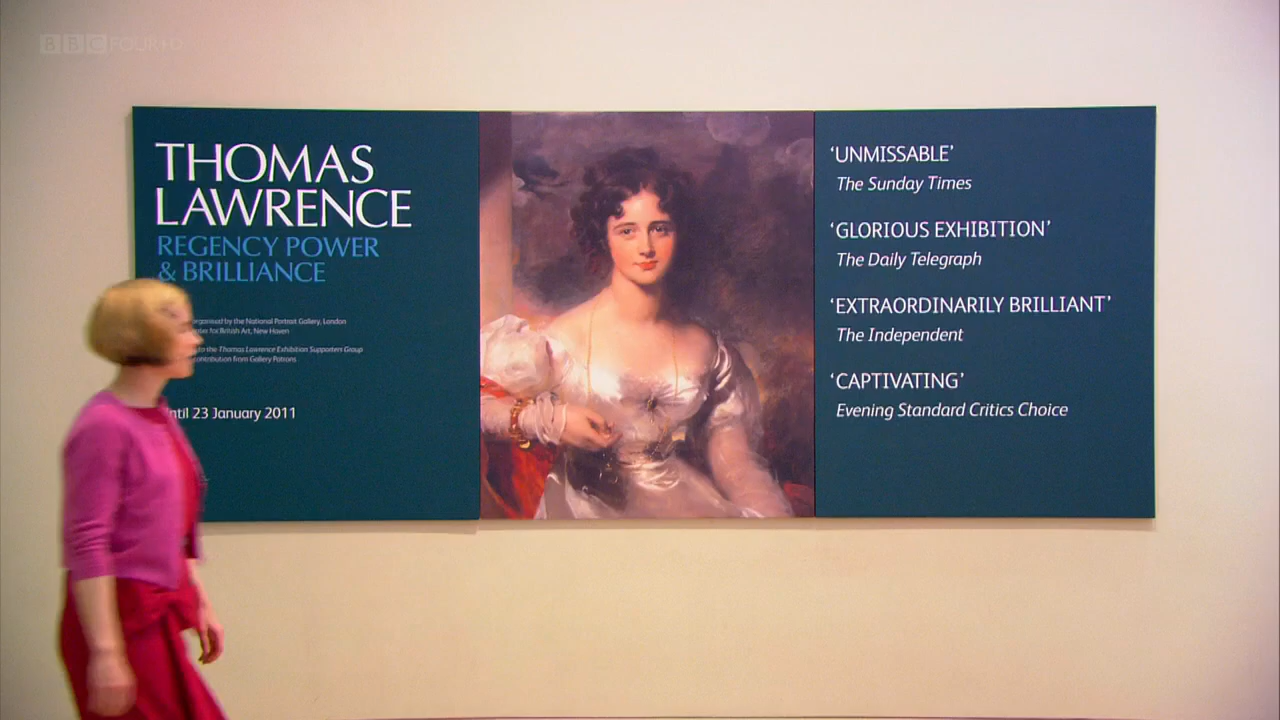 BBC FOUR HD
THOMAS
LAWRENCE
REGENCY POWER
& BRILLIANCE
organised by the National Portrait Gallery, London
for British Art, New Haven
to the Thomas Lawrence Exhibition Supporters Group
contribution from Gallery Patrons
23 January 2011
‘UNMISSABLE’
The Sunday Times
‘GLORIOUS EXHIBITION’
The Daily Telegraph
‘EXTRAORDINARILY BRILLIANT’
The Independent
‘CAPTIVATING’
Evening Standard Critics Choice